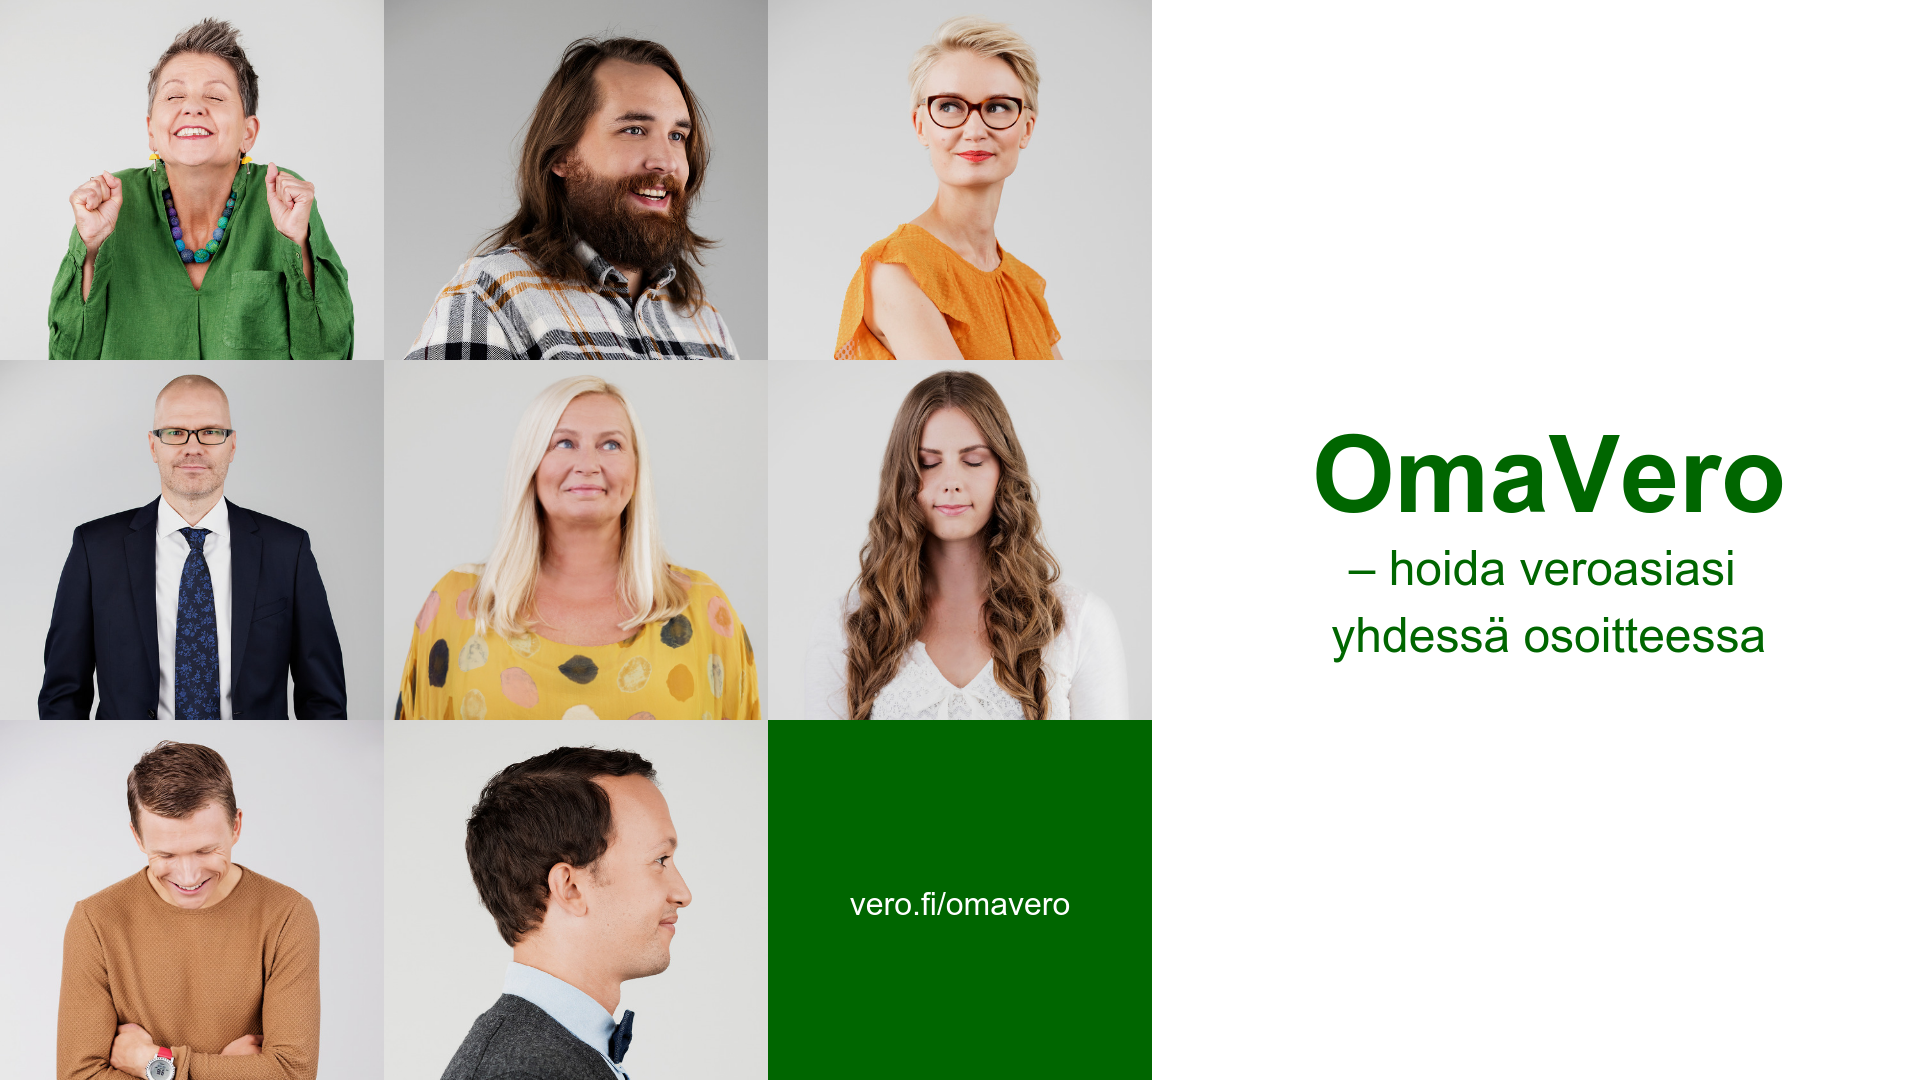 OmaVero
– hoida veroasiasi
yhdessä osoitteessa
vero.fi/omavero